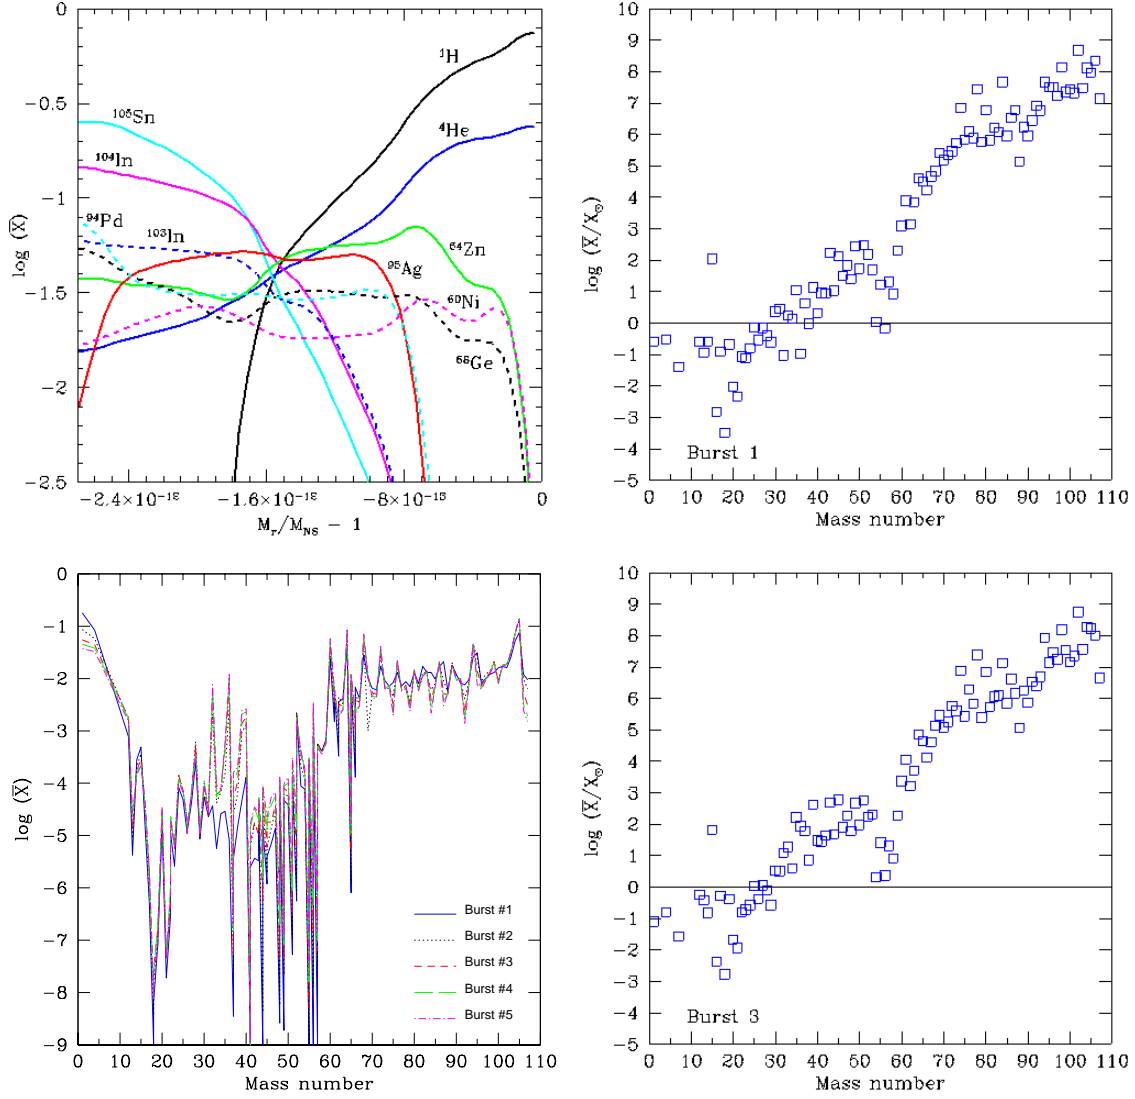 0
−0.5
−1
−1.5
−2
−2.5
log (X̅)
¹H
⁴He
¹⁰⁵Sn
¹⁰⁴In
⁹⁴Pd
¹⁰³In
⁶⁴Zn
⁹⁵Ag
⁶⁰Ni
⁶⁸Ge
−2.4×10⁻¹⁸ −1.6×10⁻¹⁸ −8×10⁻¹⁹ 0
Mᵣ/M_NS − 1
10
9
8
7
6
5
4
3
2
1
0
−1
−2
−3
−4
−5
log (X̅/X☉)
Burst 1
0 10 20 30 40 50 60 70 80 90 100 110
Mass number
0
−1
−2
−3
−4
−5
−6
−7
−8
−9
log (X̅)
Burst #1
Burst #2
Burst #3
Burst #4
Burst #5
0 10 20 30 40 50 60 70 80 90 100 110
Mass number
10
9
8
7
6
5
4
3
2
1
0
−1
−2
−3
−4
−5
log (X̅/X☉)
Burst 3
0 10 20 30 40 50 60 70 80 90 100 110
Mass number